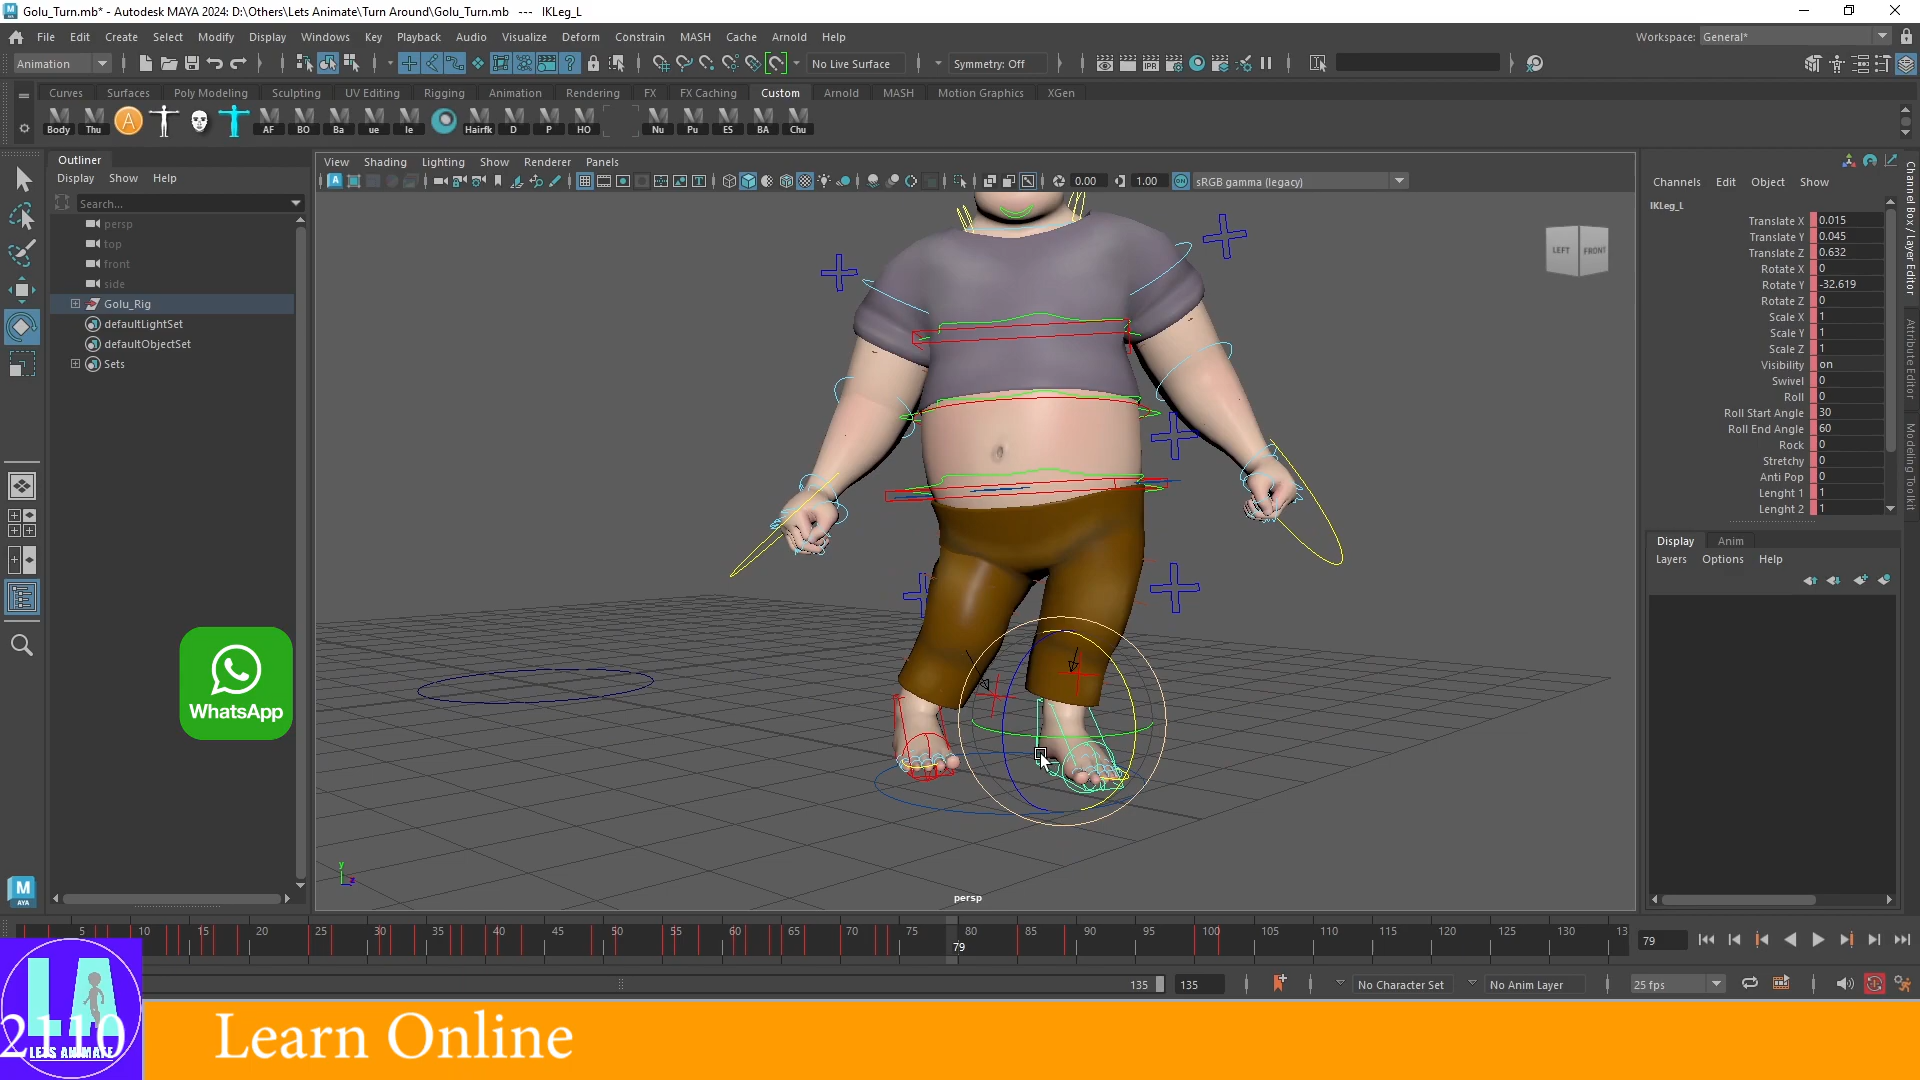 Golu_Turn.mb* - Autodesk MAYA 2024: D:\Others\Lets Animate\Turn Around\Golu_Turn.mb --- IKLeg_L
File Edit Create Select Modify Display Windows Key Playback Audio Visualize Deform Constrain MASH Cache Arnold Help
Workspace: General*
Animation
No Live Surface
Symmetry: Off
Curves Surfaces Poly Modeling Sculpting UV Editing Rigging Animation Rendering FX FX Caching Custom Arnold MASH Motion Graphics XGen
Body Thu AF BO Ba ue le Hairfk D P HO Nu Pu ES BA Chu
Outliner
Display Show Help
Search...
persp
top
front
side
Golu_Rig
defaultLightSet
defaultObjectSet
Sets
View Shading Lighting Show Renderer Panels
0.00 1.00 sRGB gamma (legacy)
LEFT FRONT
persp
Channels Edit Object Show
IKLeg_L
Translate X 0.015
Translate Y 0.045
Translate Z 0.632
Rotate X 0
Rotate Y -32.619
Rotate Z 0
Scale X 1
Scale Y 1
Scale Z 1
Visibility on
Swivel 0
Roll 0
Roll Start Angle 30
Roll End Angle 60
Rock 0
Stretchy 0
Anti Pop 0
Lenght 1 1
Lenght 2 1
Display Anim
Layers Options Help
Channel Box / Layer Editor
Attribute Editor
Modeling Toolkit
WhatsApp
5 10 15 20 25 30 35 40 45 50 55 60 65 70 75 80 85 90 95 100 105 110 115 120 125 130 13
79
79
135 135
No Character Set
No Anim Layer
25 fps
2110
LETS ANIMATE
Learn Online